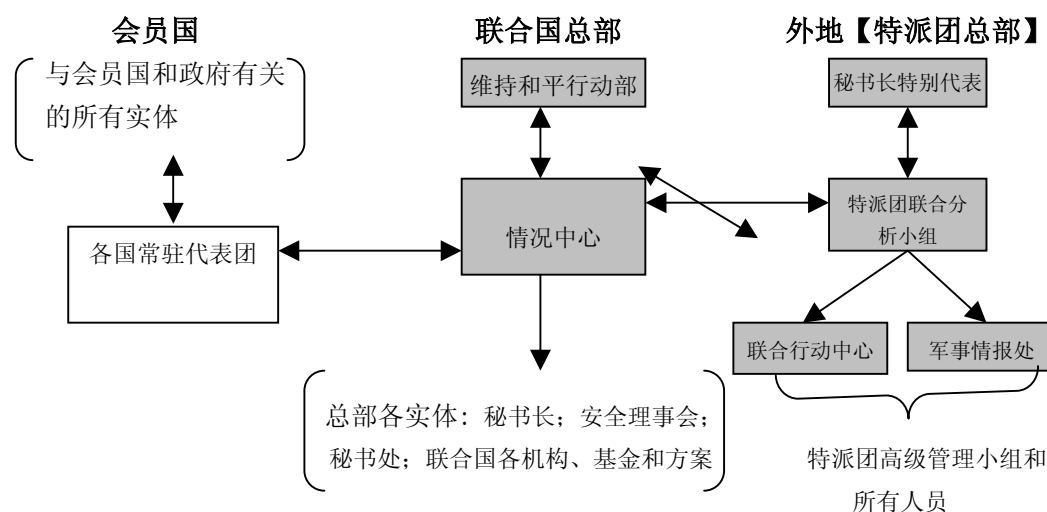 会员国
与会员国和政府有关
的所有实体
各国常驻代表团
联合国总部
维持和平行动部
情况中心
总部各实体：秘书长；安全理事会；
秘书处；联合国各机构、基金和方案
外地【特派团总部】
秘书长特别代表
特派团联合分
析小组
联合行动中心
军事情报处
特派团高级管理小组和
所有人员